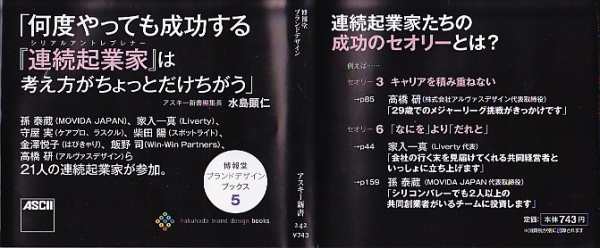 「何度やっても成功する
シリアルアントレプレナー
『連続起業家』は
考え方がちょっとだけちがう」
アスキー新書編集長 水島顕仁
孫 泰蔵(MOVIDA JAPAN)、家入一真(Liverty)、
守屋 実(ケアプロ、ラスクル)、柴田 陽(スポットライト)、
金澤悦子(はぴきゃり)、飯野 司(Win-Win Partners)、
高橋 研(アルヴァスデザイン)ら
21人の連続起業家が参加。
博報堂
ブランドデザイン
ブックス
5
ASCII
hakuhodo brand design books
博報堂
ブランドデザイン
アスキー新書
242
¥743
連続起業家たちの
成功のセオリーとは?
例えば……
セオリー 3 キャリアを積み重ねない
→p85 高橋 研(株式会社アルヴァスデザイン代表取締役)
「29歳でのメジャーリーグ挑戦がきっかけです」
セオリー 6 「なにを」より「だれと」
→p44 家入一真(Liverty 代表)
「会社の行く末を見届けてくれる共同経営者と
いっしょに立ち上げます」
→p159 孫 泰蔵(MOVIDA JAPAN 代表取締役)
「シリコンバレーでも2人以上の
共同創業者がいるチームに投資します」
定価:本体743円
※消費税が別に加算されます